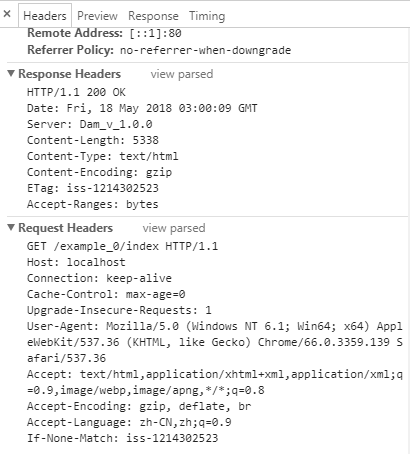 × Headers Preview Response Timing
Remote Address: [::1]:80
Referrer Policy: no-referrer-when-downgrade
▼ Response Headers view parsed
HTTP/1.1 200 OK
Date: Fri, 18 May 2018 03:00:09 GMT
Server: Dam_v_1.0.0
Content-Length: 5338
Content-Type: text/html
Content-Encoding: gzip
ETag: iss-1214302523
Accept-Ranges: bytes
▼ Request Headers view parsed
GET /example_0/index HTTP/1.1
Host: localhost
Connection: keep-alive
Cache-Control: max-age=0
Upgrade-Insecure-Requests: 1
User-Agent: Mozilla/5.0 (Windows NT 6.1; Win64; x64) Appl
eWebKit/537.36 (KHTML, like Gecko) Chrome/66.0.3359.139 S
afari/537.36
Accept: text/html,application/xhtml+xml,application/xml;q
=0.9,image/webp,image/apng,*/*;q=0.8
Accept-Encoding: gzip, deflate, br
Accept-Language: zh-CN,zh;q=0.9
If-None-Match: iss-1214302523